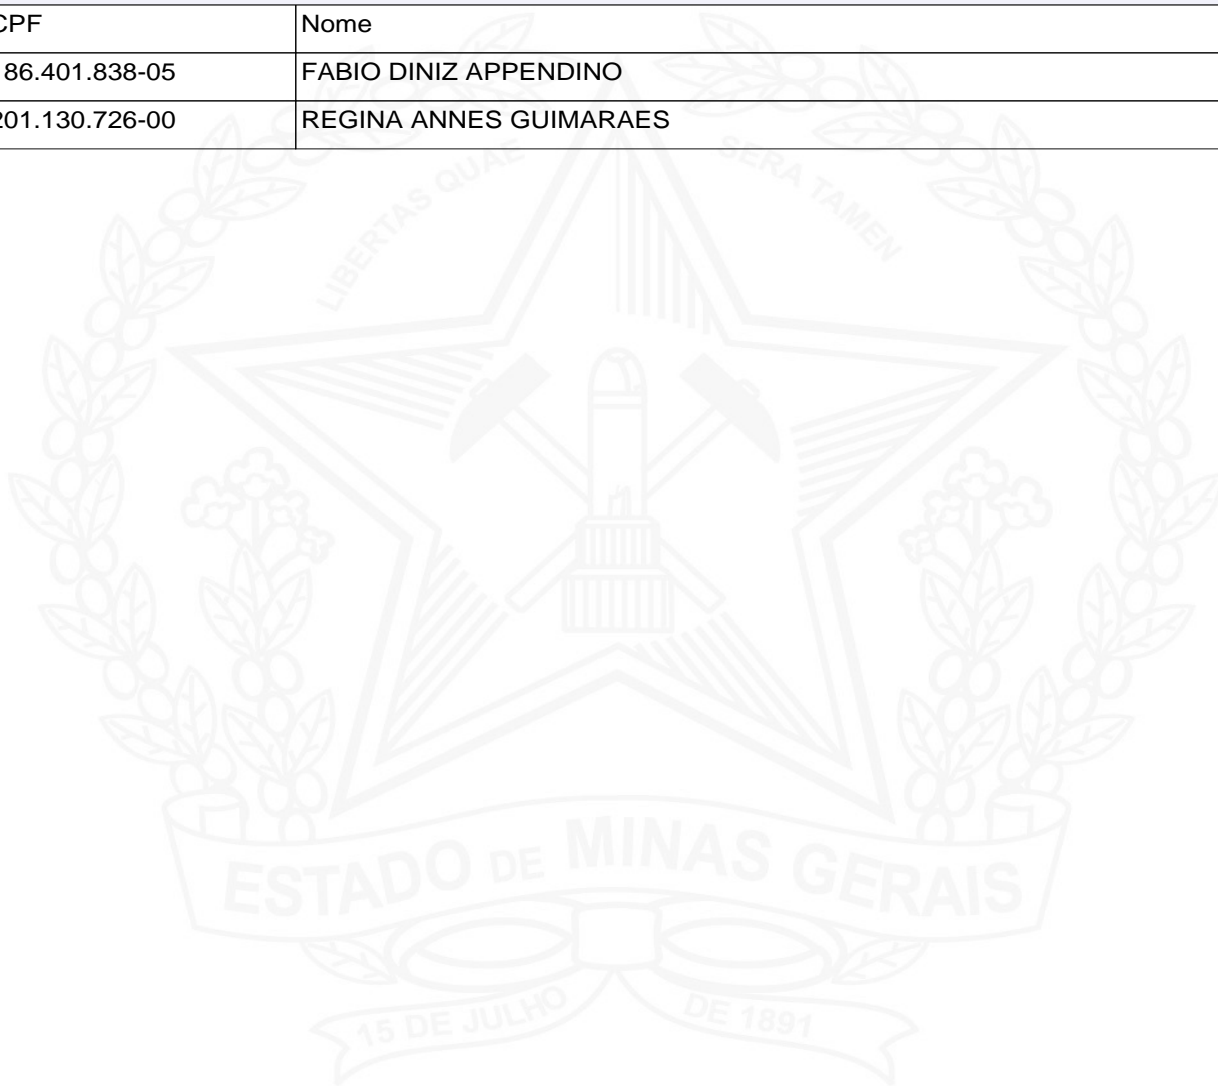 CPF Nome
86.401.838-05 FABIO DINIZ APPENDINO
201.130.726-00 REGINA ANNES GUIMARAES
LIBERTAS QUAE SERA TAMEN
ESTADO DE MINAS GERAIS
15 DE JULHO DE 1891